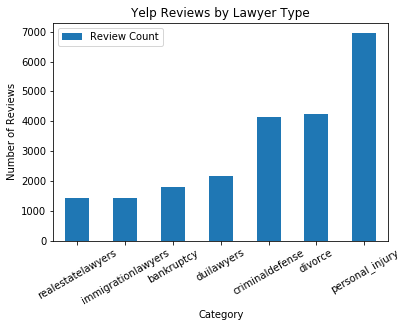 Yelp Reviews by Lawyer Type
Review Count
7000
6000
5000
4000
3000
2000
1000
0
Number of Reviews
realestatelawyers
immigrationlawyers
bankruptcy
duilawyers
criminaldefense
divorce
personal_injury
Category